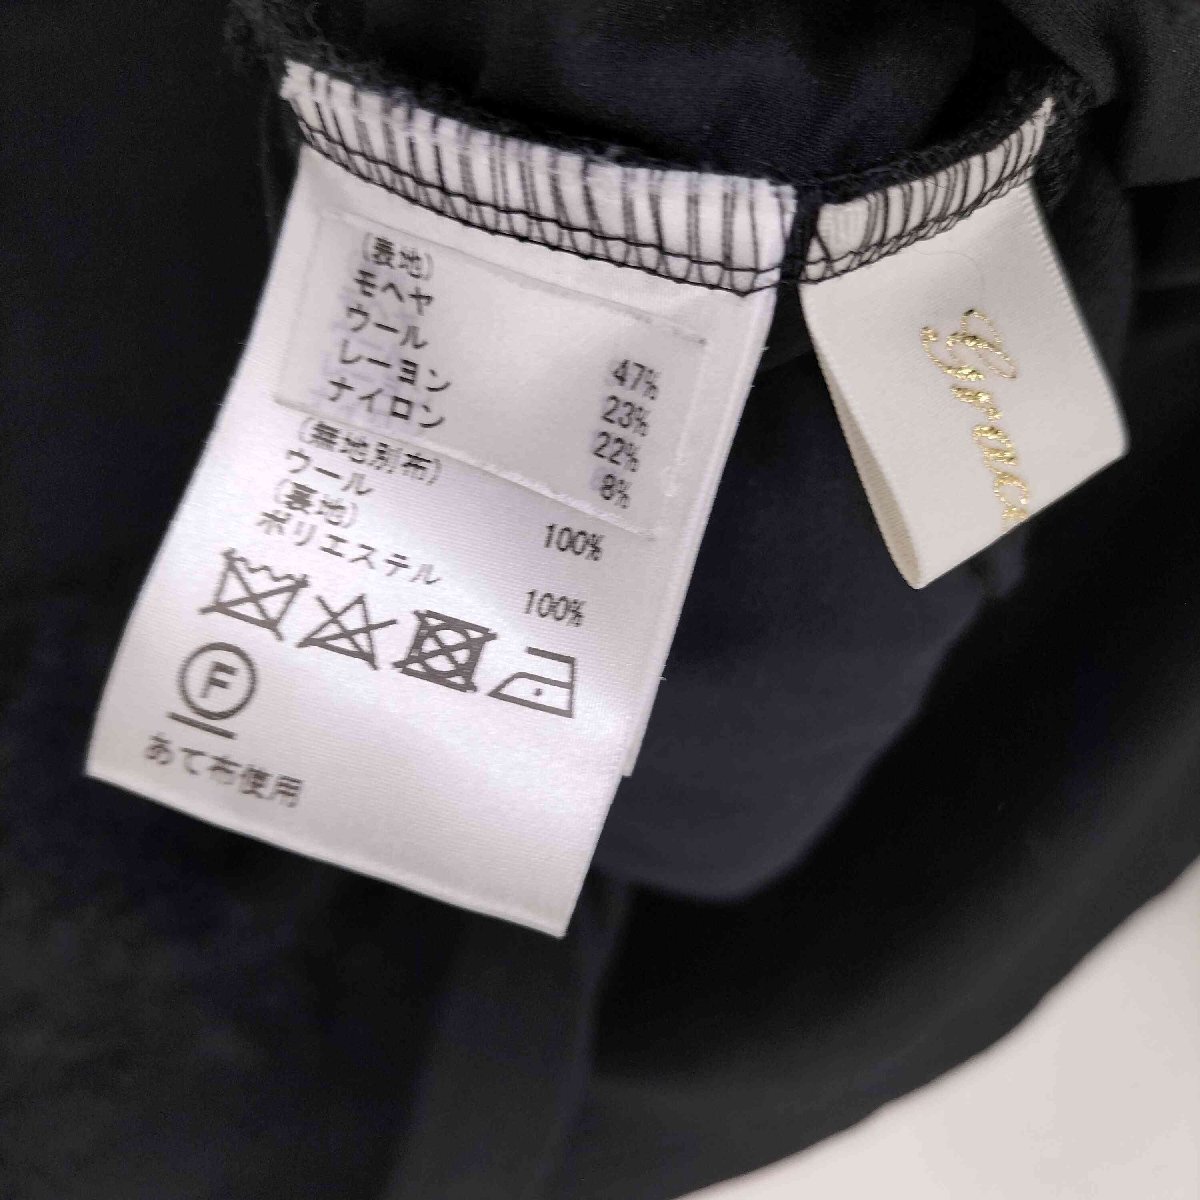 (表地)
モヘヤ 47%
ウール 23%
レーヨン 22%
ナイロン 8%
(無地別布)
ウール 100%
(裏地)
ポリエステル 100%
F
あて布使用